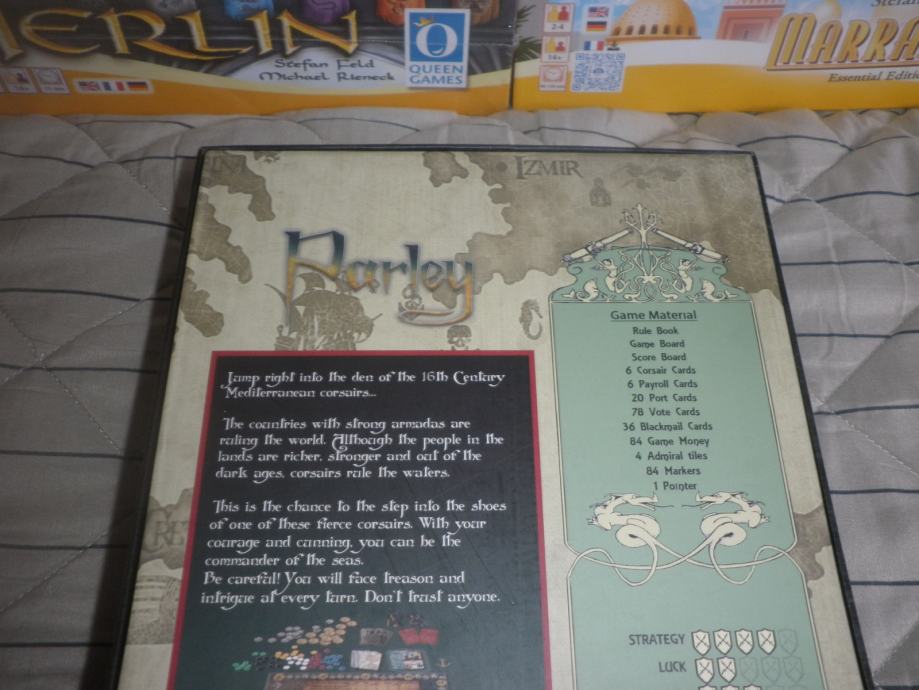 ERLIN
Stefan Feld
Michael Rieneck
QUEEN
GAMES
2-4
Stefan
MARRA
Essential Editio
IZMIR
Parley
Jump right into the den of the 16th Century
Mediterranean corsairs...
The countries with strong armadas are
ruling the world. Although the people in the
lands are richer, stronger and out of the
dark ages, corsairs rule the waters.
This is the chance to the step into the shoes
of one of these fierce corsairs. With your
courage and cunning, you can be the
commander of the seas.
Be careful! You will face treason and
intrigue at every turn. Don't trust anyone.
Game Material
Rule Book
Game Board
Score Board
6 Corsair Cards
6 Payroll Cards
20 Port Cards
78 Vote Cards
36 Blackmail Cards
84 Game Money
4 Admiral tiles
84 Markers
1 Pointer
STRATEGY
LUCK